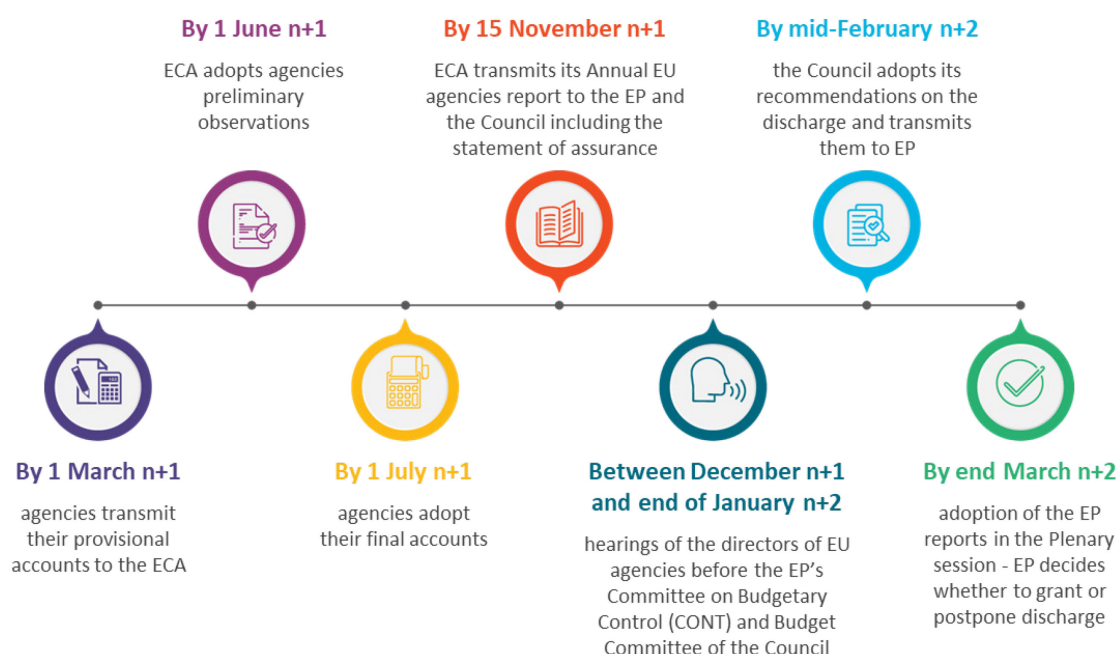 By 1 June n+1
ECA adopts agencies
preliminary
observations
By 15 November n+1
ECA transmits its Annual EU
agencies report to the EP and
the Council including the
statement of assurance
By mid-February n+2
the Council adopts its
recommendations on the
discharge and transmits
them to EP
By 1 March n+1
agencies transmit
their provisional
accounts to the ECA
By 1 July n+1
agencies adopt
their final accounts
Between December n+1
and end of January n+2
hearings of the directors of EU
agencies before the EP’s
Committee on Budgetary
Control (CONT) and Budget
Committee of the Council
By end March n+2
adoption of the EP
reports in the Plenary
session - EP decides
whether to grant or
postpone discharge